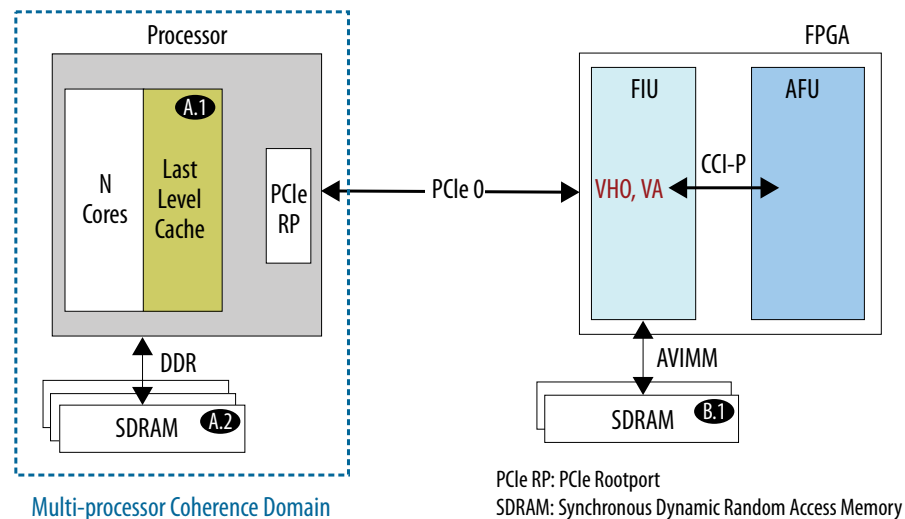 Processor
FPGA
N
Cores
A.1
Last
Level
Cache
PCIe
RP
PCIe 0
FIU
VHO, VA
CCI-P
AFU
DDR
SDRAM
A.2
AVIMM
SDRAM
B.1
Multi-processor Coherence Domain
PCIe RP: PCIe Rootport
SDRAM: Synchronous Dynamic Random Access Memory